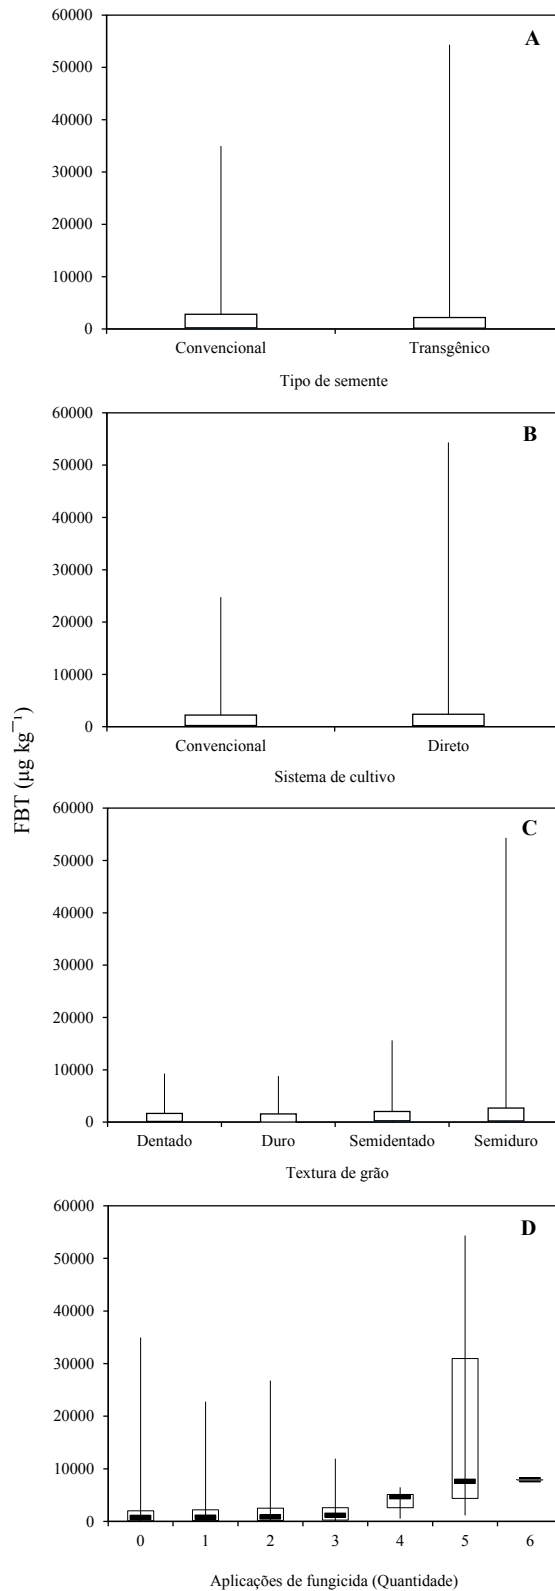 60000
A
50000
40000
30000
20000
10000
0
Convencional Transgênico
Tipo de semente
60000
B
50000
40000
30000
20000
10000
0
Convencional Direto
Sistema de cultivo
FBT (µg kg¯¹)
60000
C
50000
40000
30000
20000
10000
0
Dentado Duro Semidentado Semiduro
Textura de grão
60000
D
50000
40000
30000
20000
10000
0
0 1 2 3 4 5 6
Aplicações de fungicida (Quantidade)